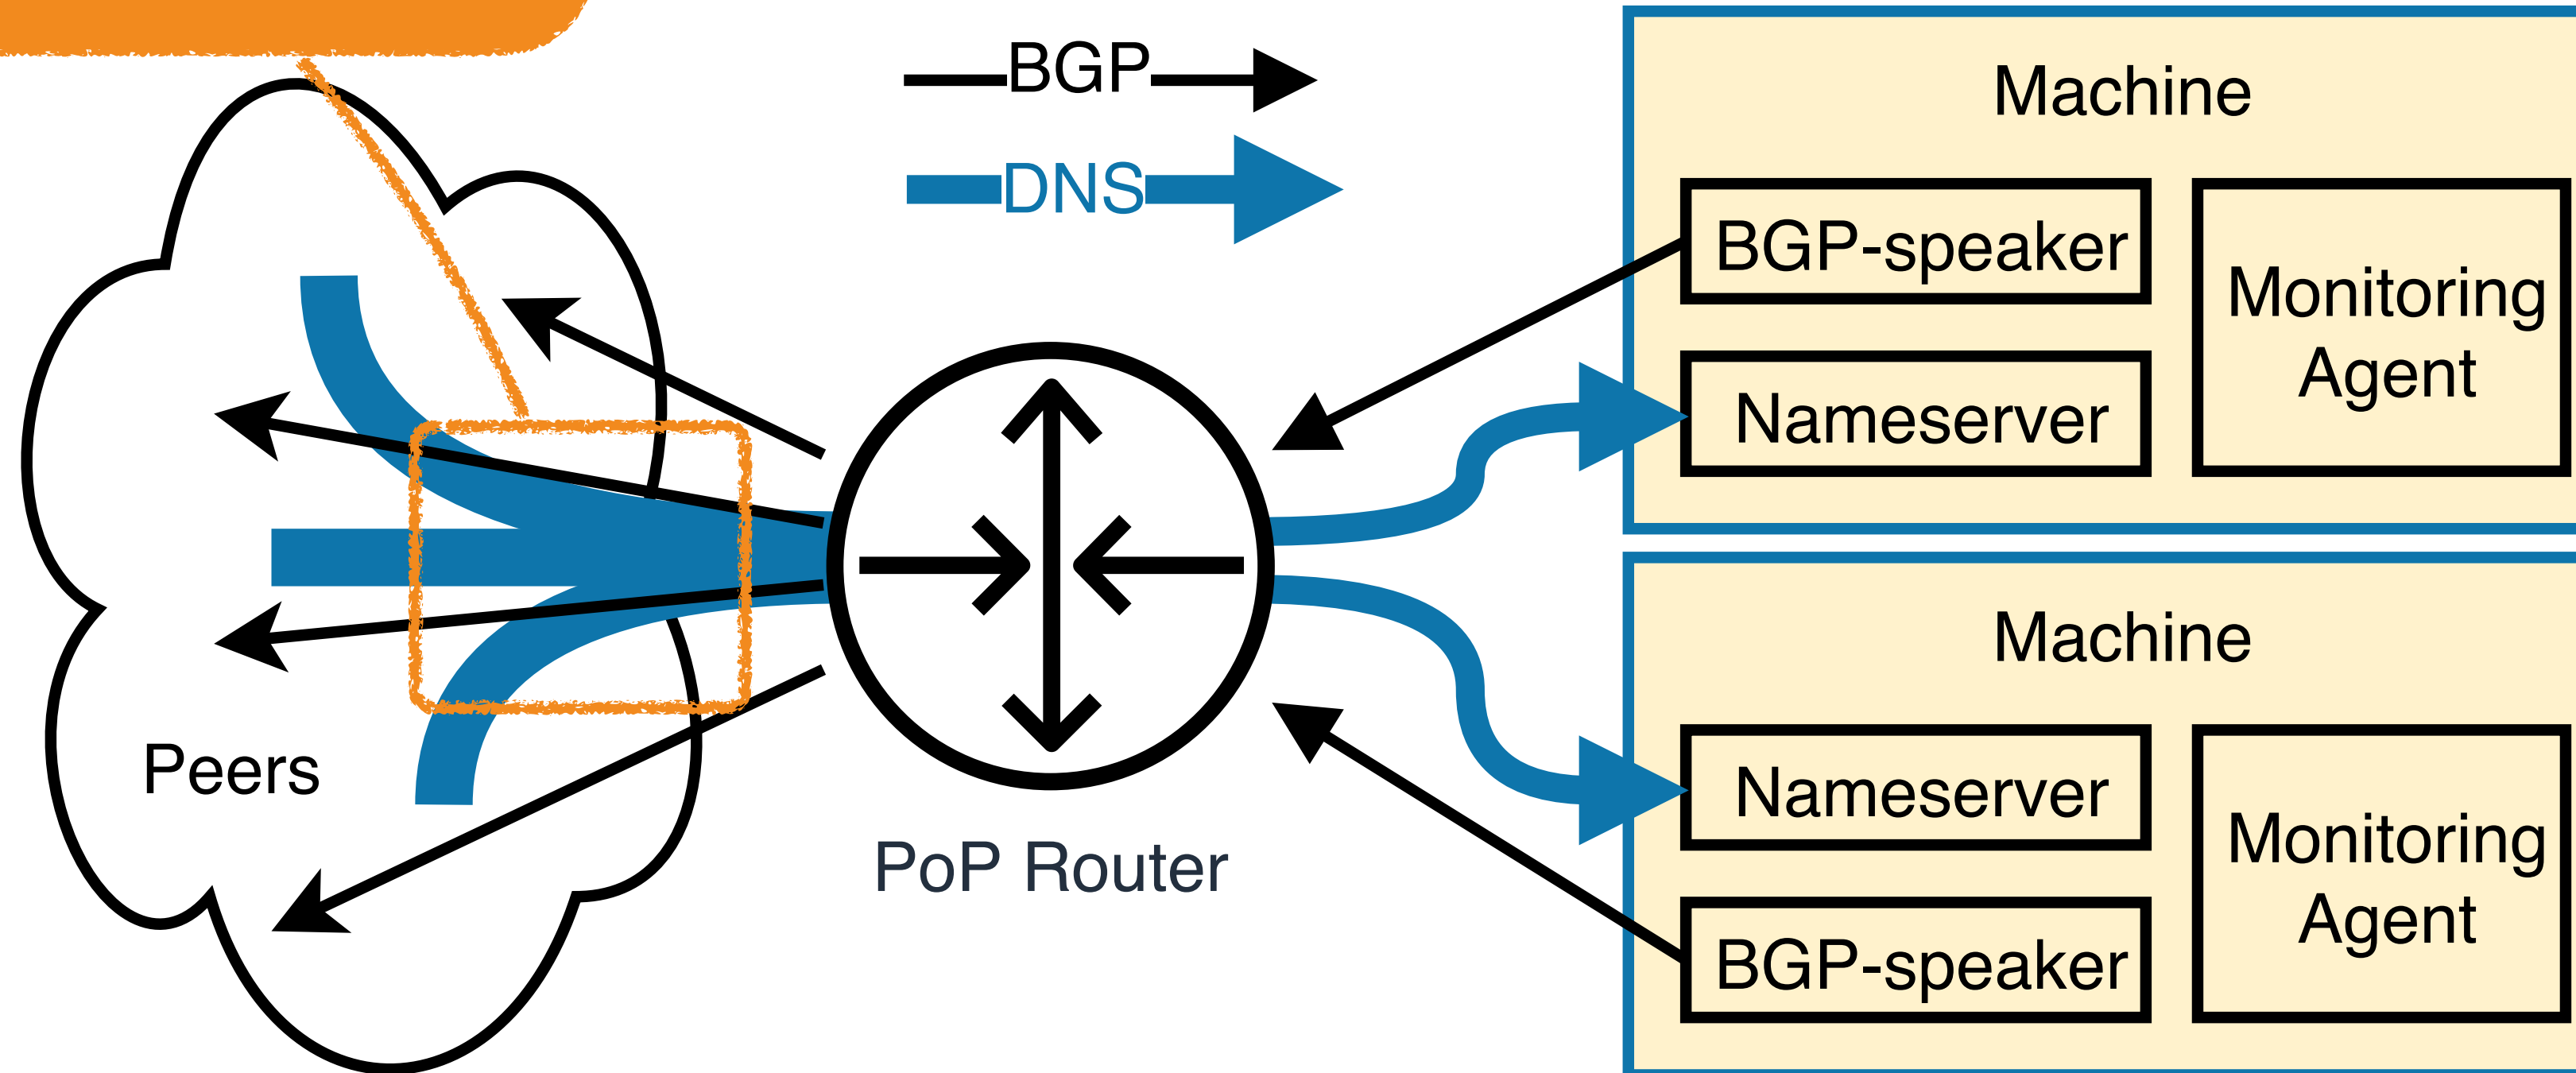 BGP
DNS
Machine
BGP-speaker
Nameserver
Monitoring
Agent
Peers
PoP Router
Machine
Nameserver
BGP-speaker
Monitoring
Agent